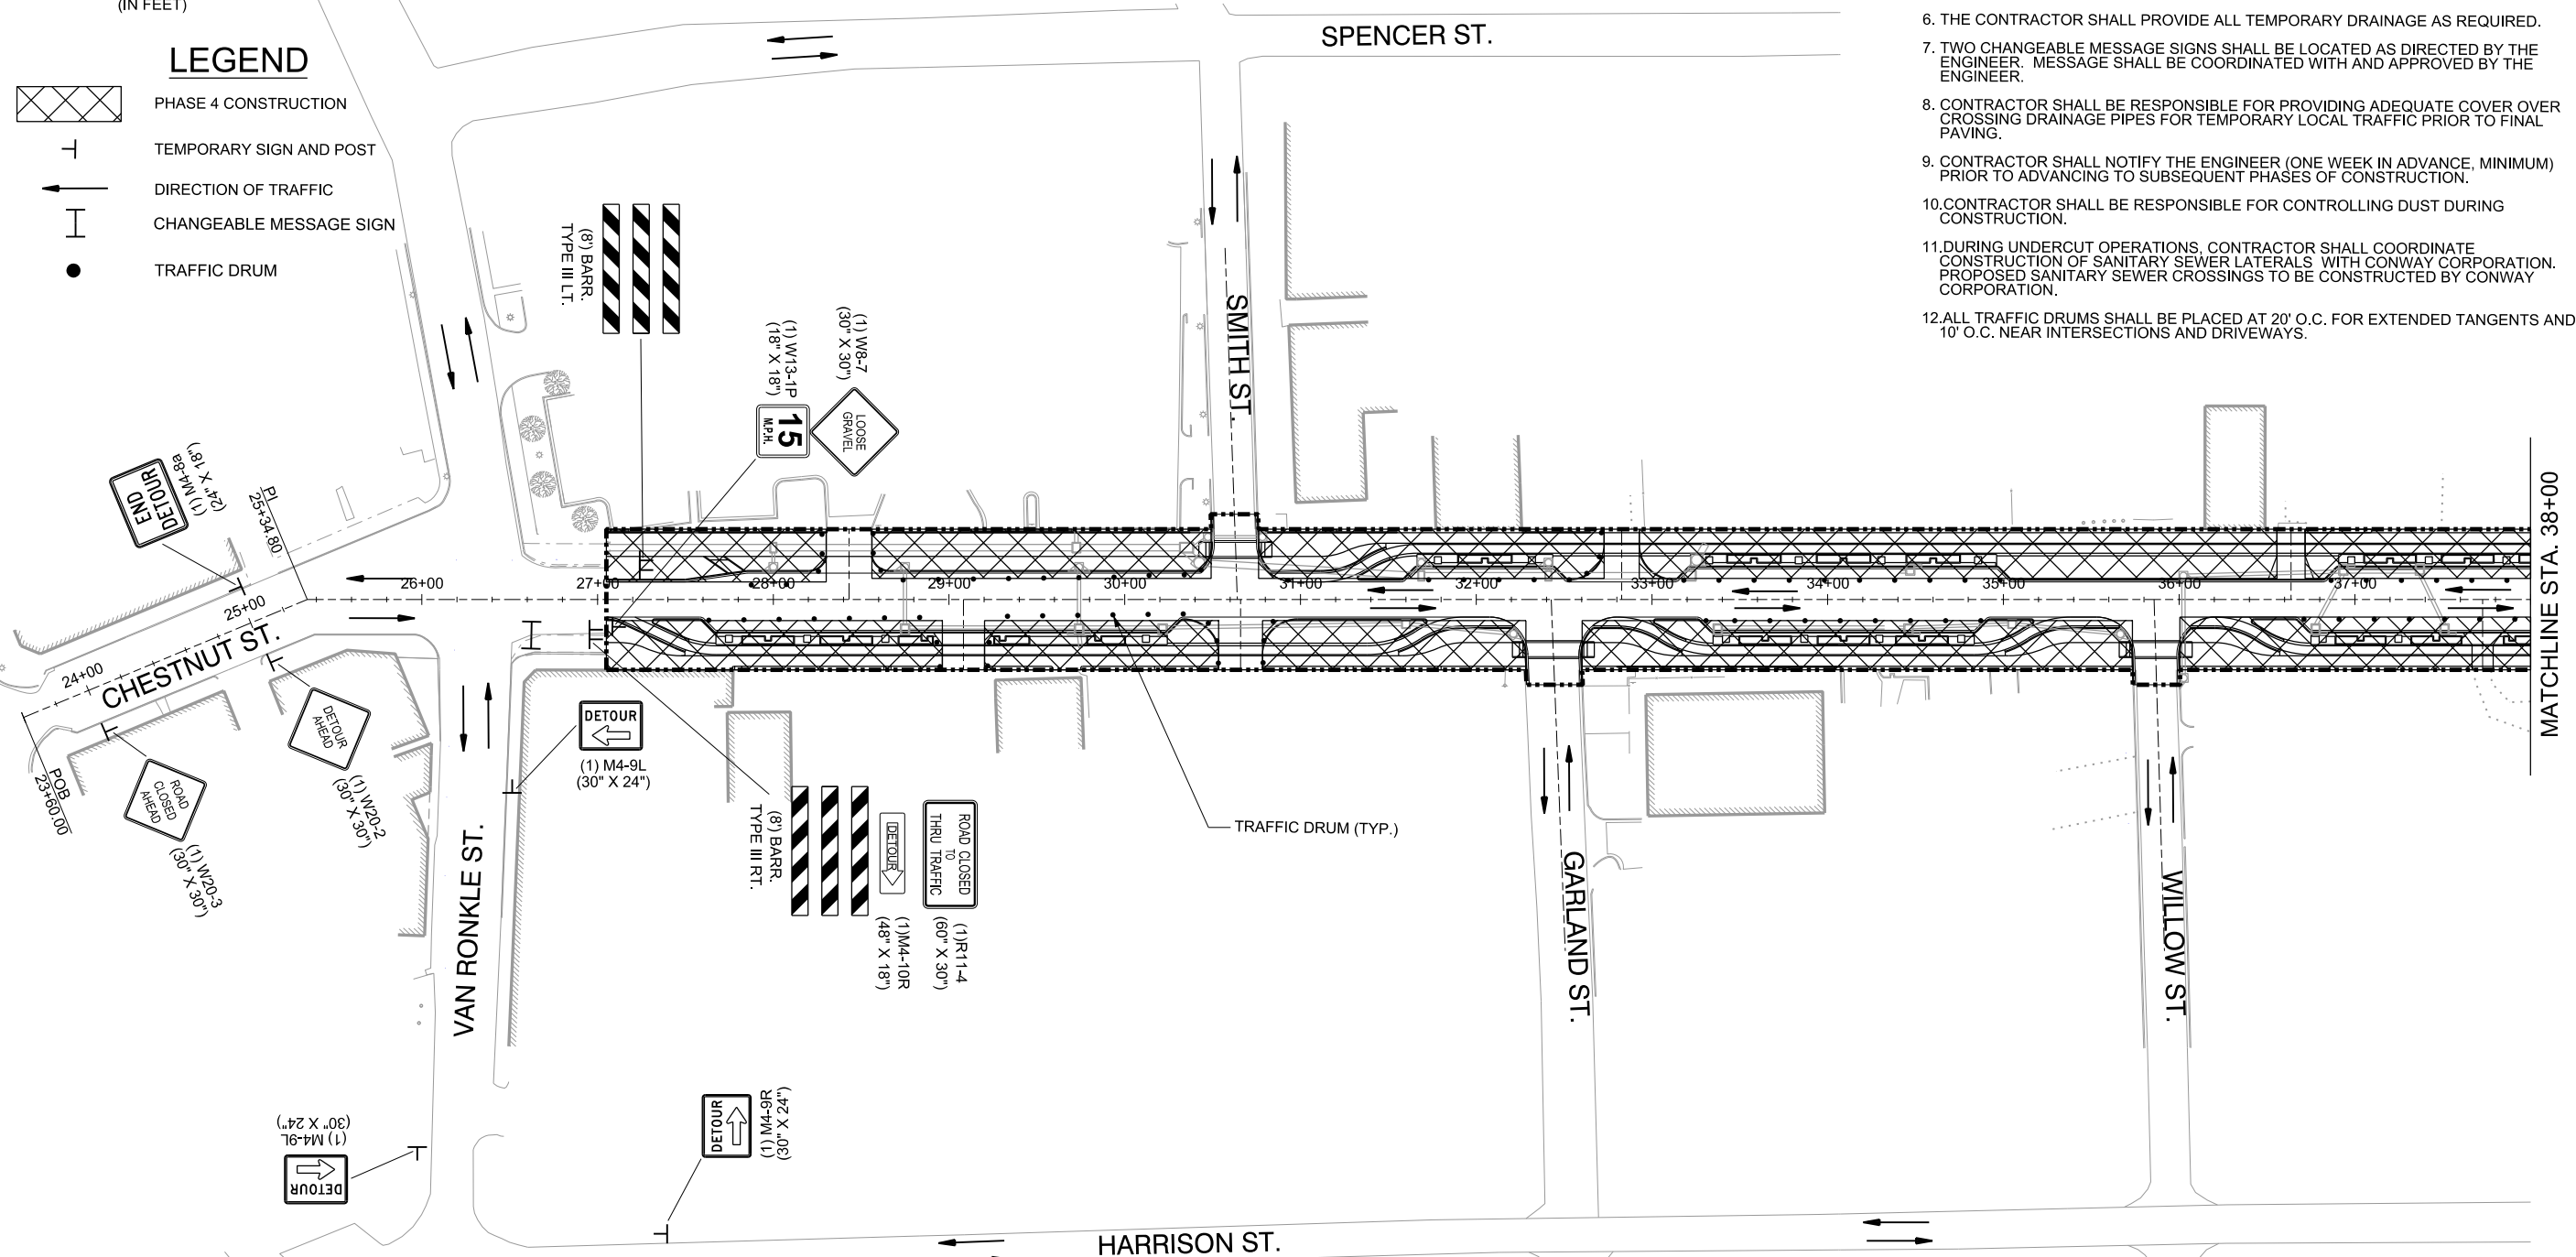 (IN FEET)
LEGEND
PHASE 4 CONSTRUCTION
TEMPORARY SIGN AND POST
DIRECTION OF TRAFFIC
CHANGEABLE MESSAGE SIGN
TRAFFIC DRUM
SPENCER ST.
6. THE CONTRACTOR SHALL PROVIDE ALL TEMPORARY DRAINAGE AS REQUIRED.
7. TWO CHANGEABLE MESSAGE SIGNS SHALL BE LOCATED AS DIRECTED BY THE
ENGINEER. MESSAGE SHALL BE COORDINATED WITH AND APPROVED BY THE
ENGINEER.
8. CONTRACTOR SHALL BE RESPONSIBLE FOR PROVIDING ADEQUATE COVER OVER
CROSSING DRAINAGE PIPES FOR TEMPORARY LOCAL TRAFFIC PRIOR TO FINAL
PAVING.
9. CONTRACTOR SHALL NOTIFY THE ENGINEER (ONE WEEK IN ADVANCE, MINIMUM)
PRIOR TO ADVANCING TO SUBSEQUENT PHASES OF CONSTRUCTION.
10.CONTRACTOR SHALL BE RESPONSIBLE FOR CONTROLLING DUST DURING
CONSTRUCTION.
11.DURING UNDERCUT OPERATIONS, CONTRACTOR SHALL COORDINATE
CONSTRUCTION OF SANITARY SEWER LATERALS WITH CONWAY CORPORATION.
PROPOSED SANITARY SEWER CROSSINGS TO BE CONSTRUCTED BY CONWAY
CORPORATION.
12.ALL TRAFFIC DRUMS SHALL BE PLACED AT 20' O.C. FOR EXTENDED TANGENTS AND
10' O.C. NEAR INTERSECTIONS AND DRIVEWAYS.
(8') BARR.
TYPE III LT.
(1) W13-1P
(18" X 18")
15
M.P.H.
(1) W8-7
(30" X 30")
LOOSE
GRAVEL
SMITH ST.
END
DETOUR
(1) M4-8a
(24" X 18")
PI
25+34.80
MATCHLINE STA. 38+00
24+00
25+00
26+00
27+00
28+00
29+00
30+00
31+00
32+00
33+00
34+00
35+00
36+00
37+00
CHESTNUT ST.
POB
23+60.00
ROAD
CLOSED
AHEAD
(1) W20-3
(30" X 30")
DETOUR
AHEAD
(1) W20-2
(30" X 30")
DETOUR
(1) M4-9L
(30" X 24")
(8') BARR.
TYPE III RT.
DETOUR
(1)M4-10R
(48" X 18")
ROAD CLOSED
TO
THRU TRAFFIC
(1)R11-4
(60" X 30")
TRAFFIC DRUM (TYP.)
VAN RONKLE ST.
GARLAND ST.
WILLOW ST.
(1) M4-9L
(30" X 24")
DETOUR
DETOUR
(1) M4-9R
(30" X 24")
HARRISON ST.